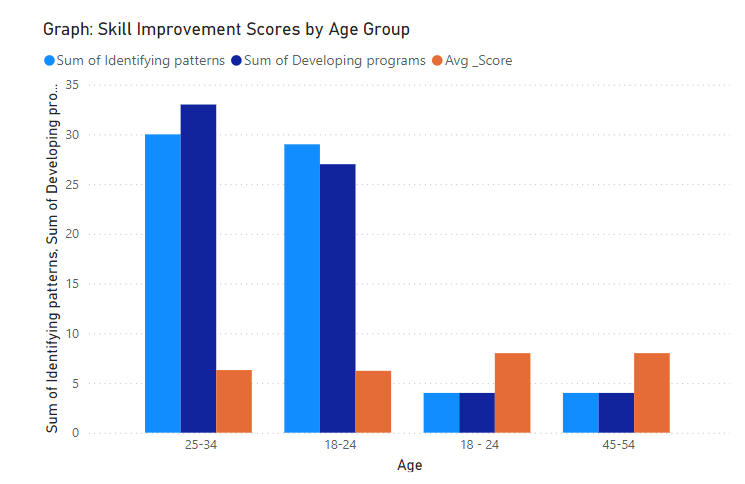 Graph: Skill Improvement Scores by Age Group
Sum of Identifying patterns Sum of Developing programs Avg _Score
Sum of Identifying patterns, Sum of Developing pro...
35
30
25
20
15
10
5
0
25-34 18-24 18 - 24 45-54
Age